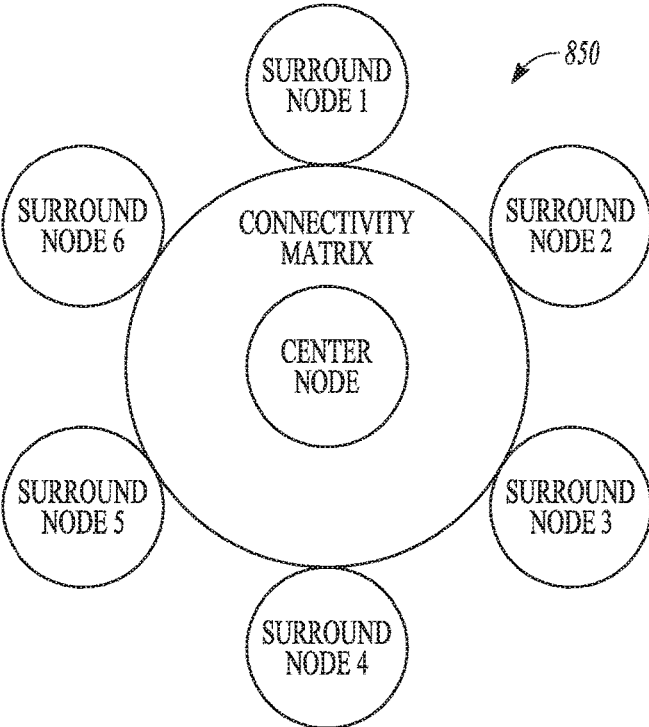 SURROUND
NODE 1
850
SURROUND
NODE 6
CONNECTIVITY
MATRIX
SURROUND
NODE 2
CENTER
NODE
SURROUND
NODE 5
SURROUND
NODE 3
SURROUND
NODE 4